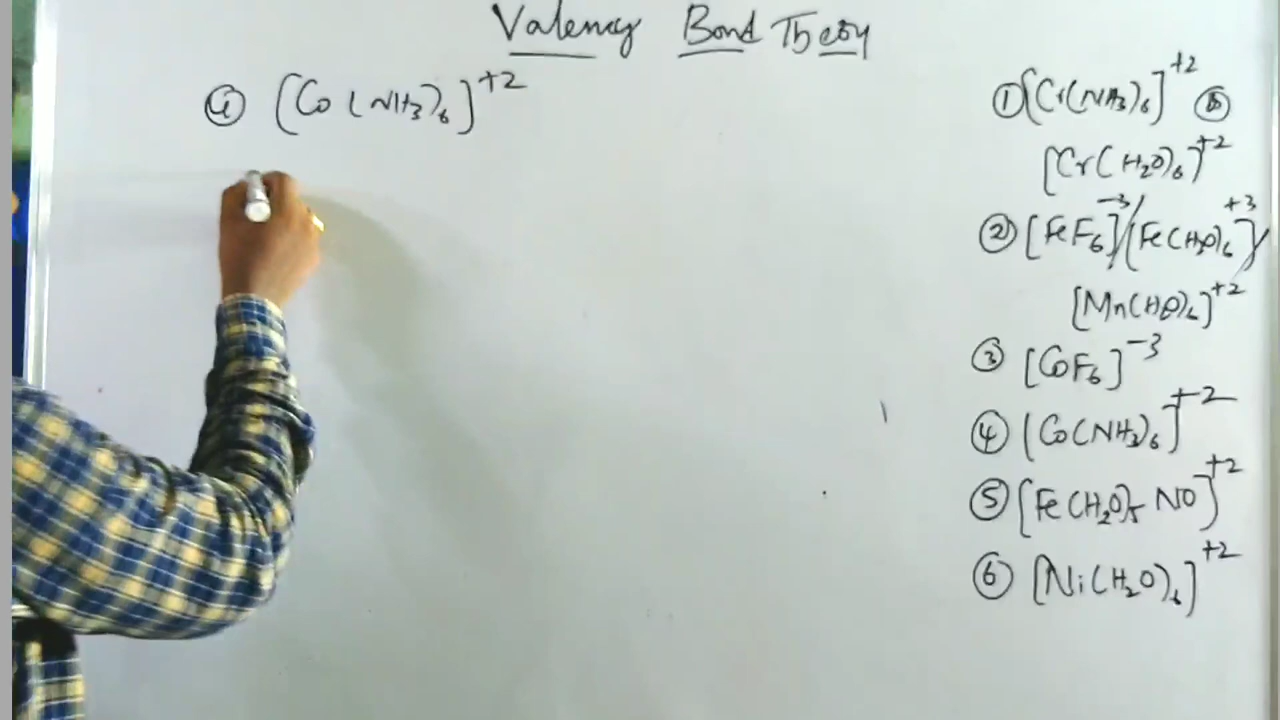 Valency Bond Theory
④ [Co(NH3)6]+2
① [Cr(NH3)6]+2
[Cr(H2O)6]+2
② [FeF6]-3/[Fe(H2O)6]+3/
[Mn(H2O)6]+2
③ [CoF6]-3
④ [Co(NH3)6]+2
⑤ [Fe(H2O)5 NO]+2
⑥ [Ni(H2O)6]+2